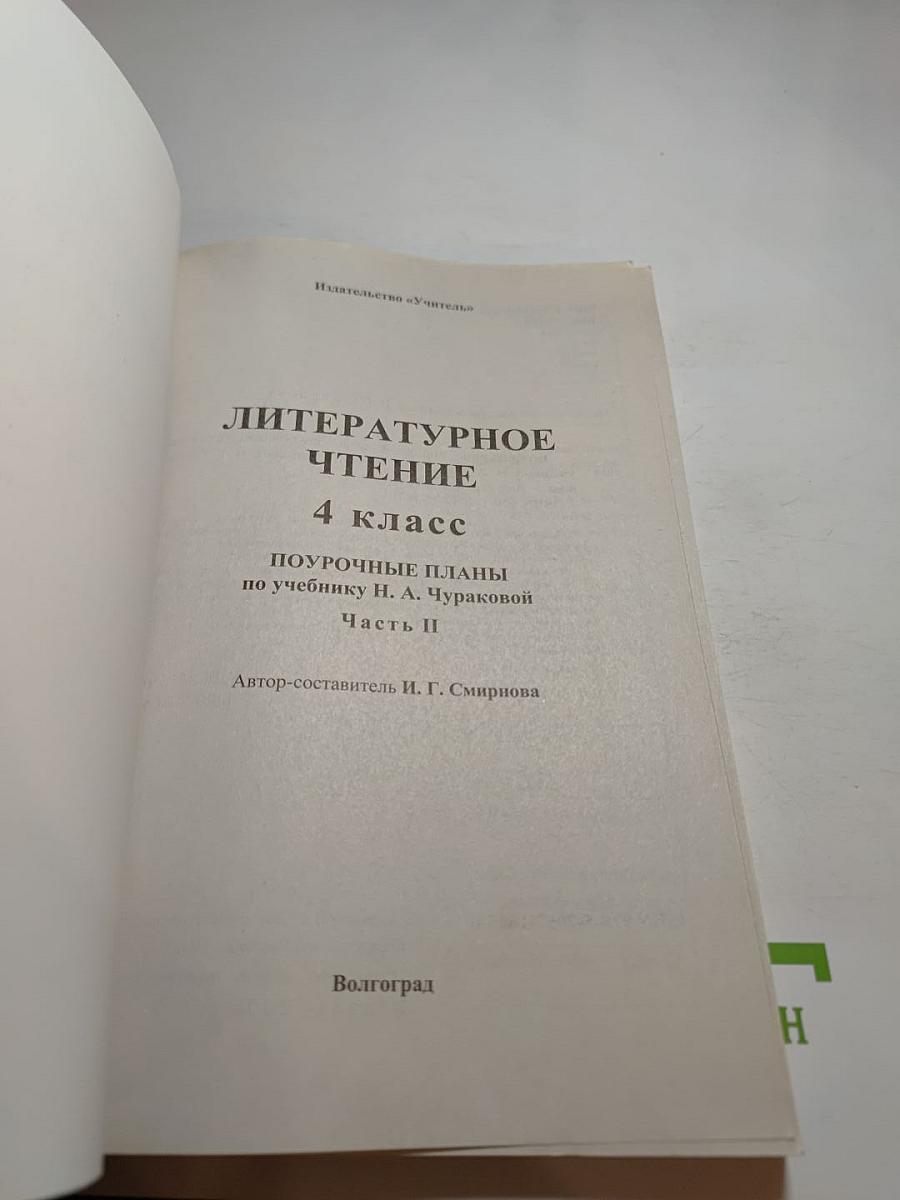 Издательство «Учитель»
ЛИТЕРАТУРНОЕ
ЧТЕНИЕ
4 класс
ПОУРОЧНЫЕ ПЛАНЫ
по учебнику Н. А. Чураковой
Часть II
Автор-составитель И. Г. Смирнова
Волгоград
Н